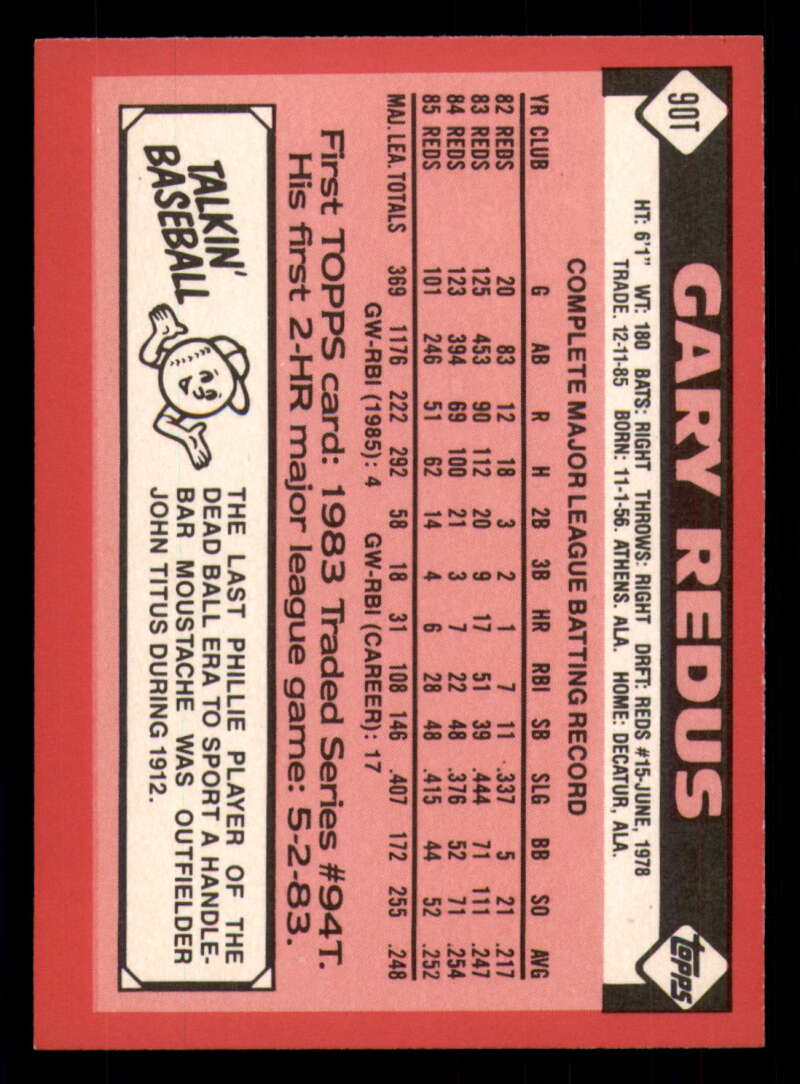 90T
GARY REDUS
topps
HT: 6'1" WT: 180 BATS: RIGHT THROWS: RIGHT DRFT: REDS #15-JUNE, 1978
TRADE. 12-11-85 BORN: 11-1-56. ATHENS. ALA. HOME: DECATUR, ALA.
COMPLETE MAJOR LEAGUE BATTING RECORD
YR CLUB G AB R H 2B 3B HR RBI SB SLG BB SO AVG
82 REDS 20 83 12 18 3 2 1 7 11 .337 5 21 .217
83 REDS 125 453 90 112 20 9 17 51 39 .444 71 111 .247
84 REDS 123 394 69 100 21 3 7 22 48 .376 52 71 .254
85 REDS 101 246 51 62 14 4 6 28 48 .415 44 52 .252
MAJ. LEA. TOTALS 369 1176 222 292 58 18 31 108 146 .407 172 255 .248
GW-RBI (1985): 4 GW-RBI (CAREER): 17
First TOPPS card: 1983 Traded Series #94T.
His first 2-HR major league game: 5-2-83.
TALKIN'
BASEBALL
THE LAST PHILLIE PLAYER OF THE
DEAD BALL ERA TO SPORT A HANDLE-
BAR MOUSTACHE WAS OUTFIELDER
JOHN TITUS DURING 1912.